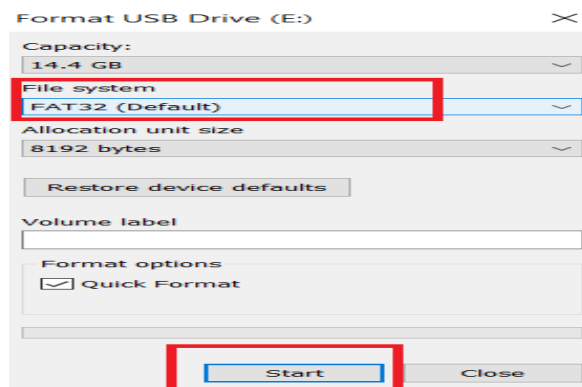 Format USB Drive (E:)
Capacity:
14.4 GB
File system
FAT32 (Default)
Allocation unit size
8192 bytes
Restore device defaults
Volume label
Format options
Quick Format
Start Close